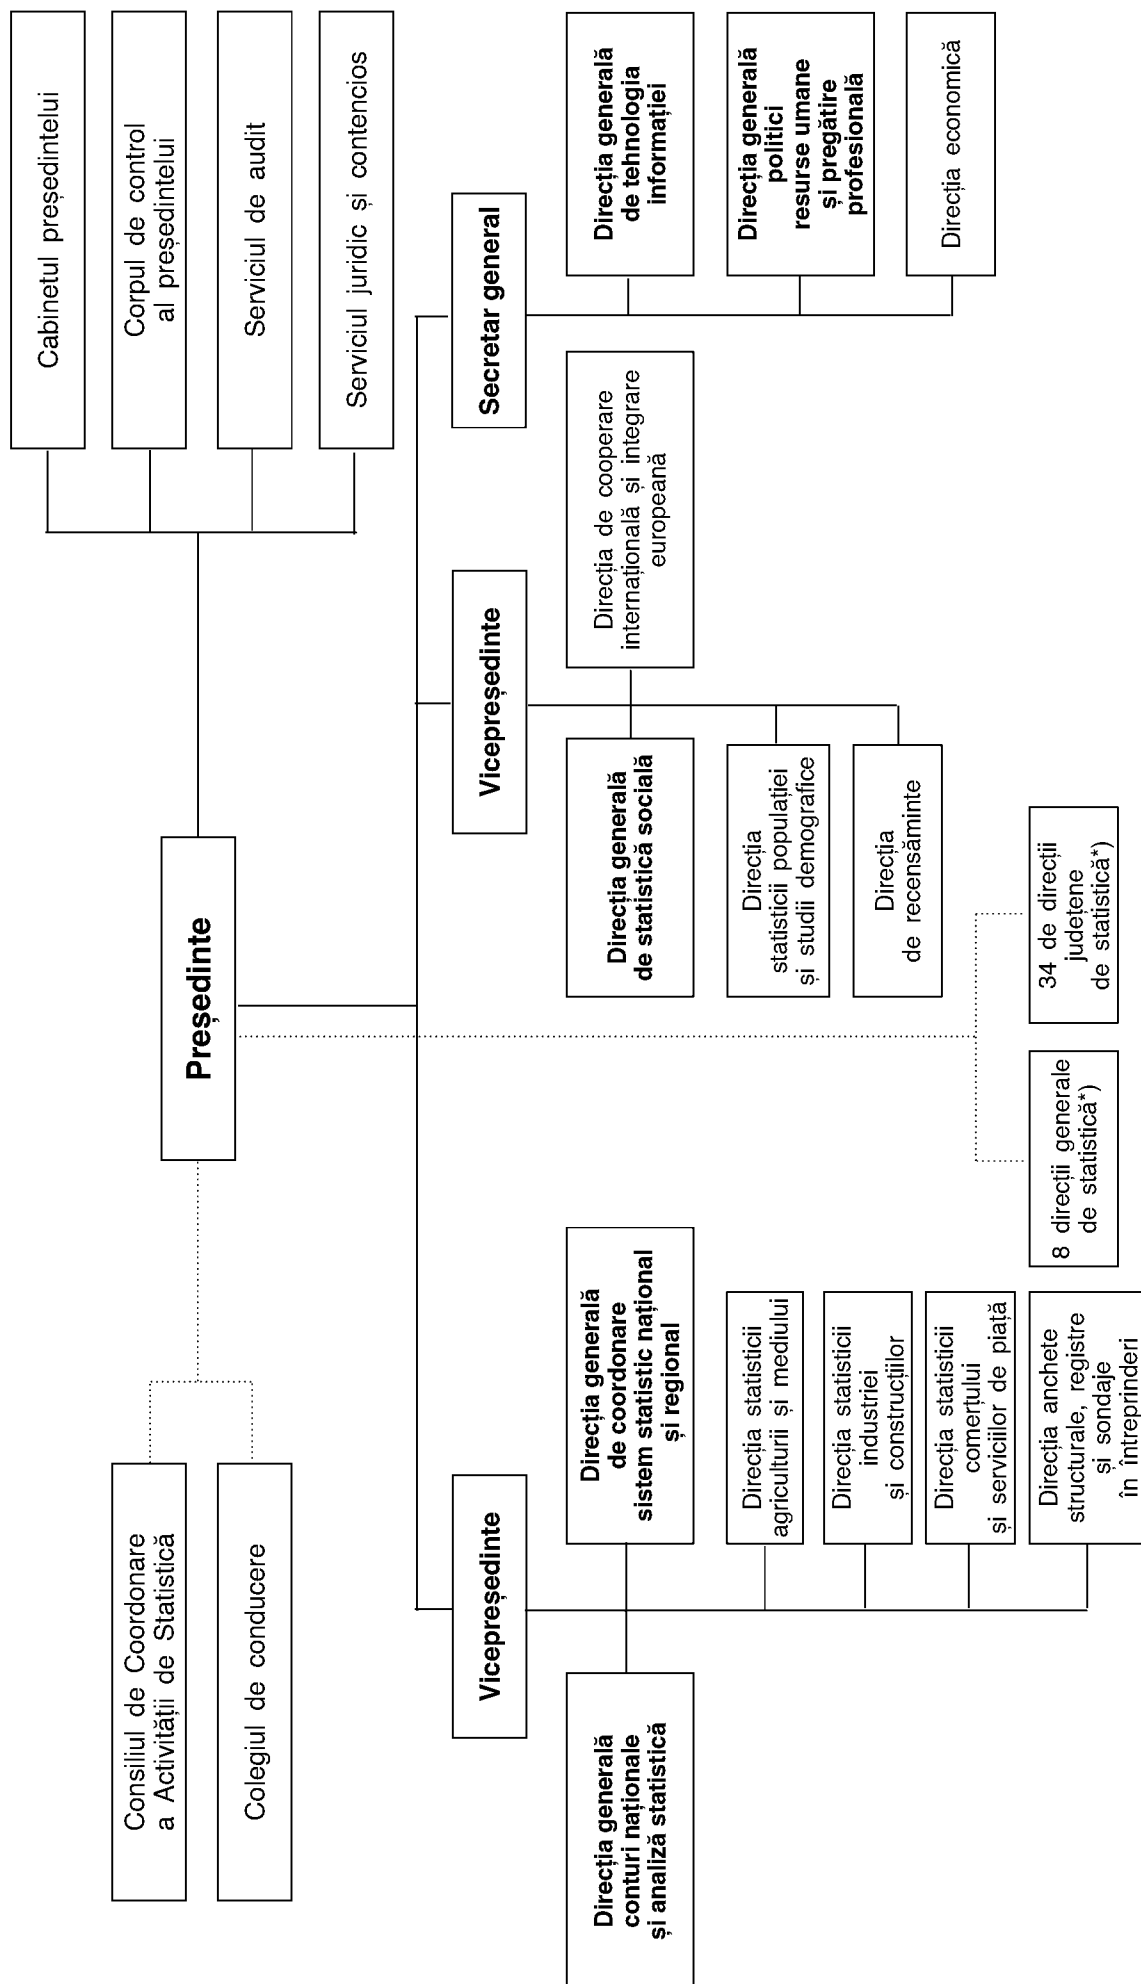 Consiliul de Coordonare
a Activității de Statistică
Colegiul de conducere
Președinte
Cabinetul președintelui
Corpul de control
al președintelui
Serviciul de audit
Serviciul juridic și contencios
Vicepreședinte
Direcția generală
conturi naționale
și analiză statistică
Direcția generală
de coordonare
sistem statistic național
și regional
Direcția statisticii
agriculturii și mediului
Direcția statisticii
industriei
și construcțiilor
Direcția statisticii
comerțului
și serviciilor de piață
Direcția anchete
structurale, registre
și sondaje
în întreprinderi
8 direcții generale
de statistică*)
34 de direcții
județene
de statistică*)
Vicepreședinte
Direcția generală
de statistică socială
Direcția de cooperare
internațională și integrare
europeană
Direcția
statisticii populației
și studii demografice
Direcția
de recensăminte
Secretar general
Direcția generală
de tehnologia
informației
Direcția generală
politici
resurse umane
și pregătire
profesională
Direcția economică